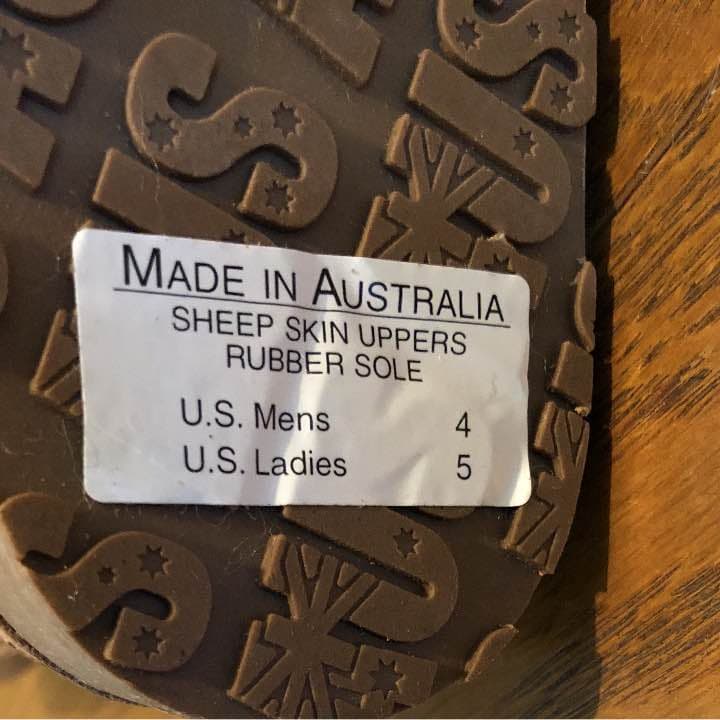 MADE IN AUSTRALIA
SHEEP SKIN UPPERS
RUBBER SOLE
U.S. Mens 4
U.S. Ladies 5